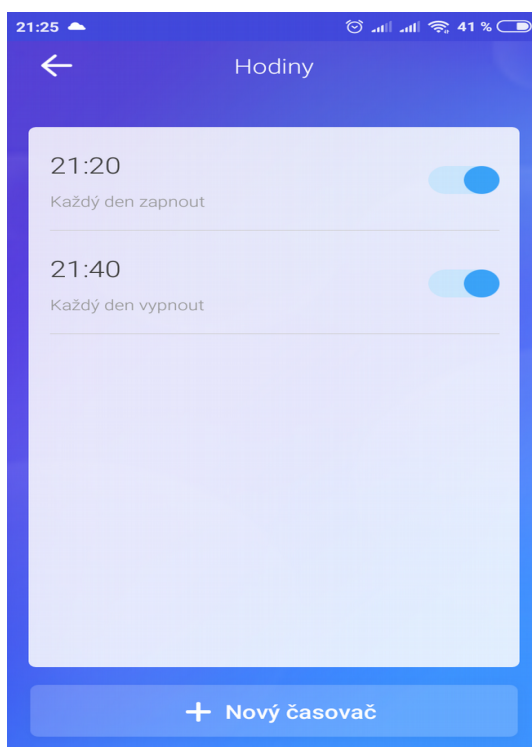 21:25 41 %
Hodiny
21:20
Každý den zapnout
21:40
Každý den vypnout
+ Nový časovač